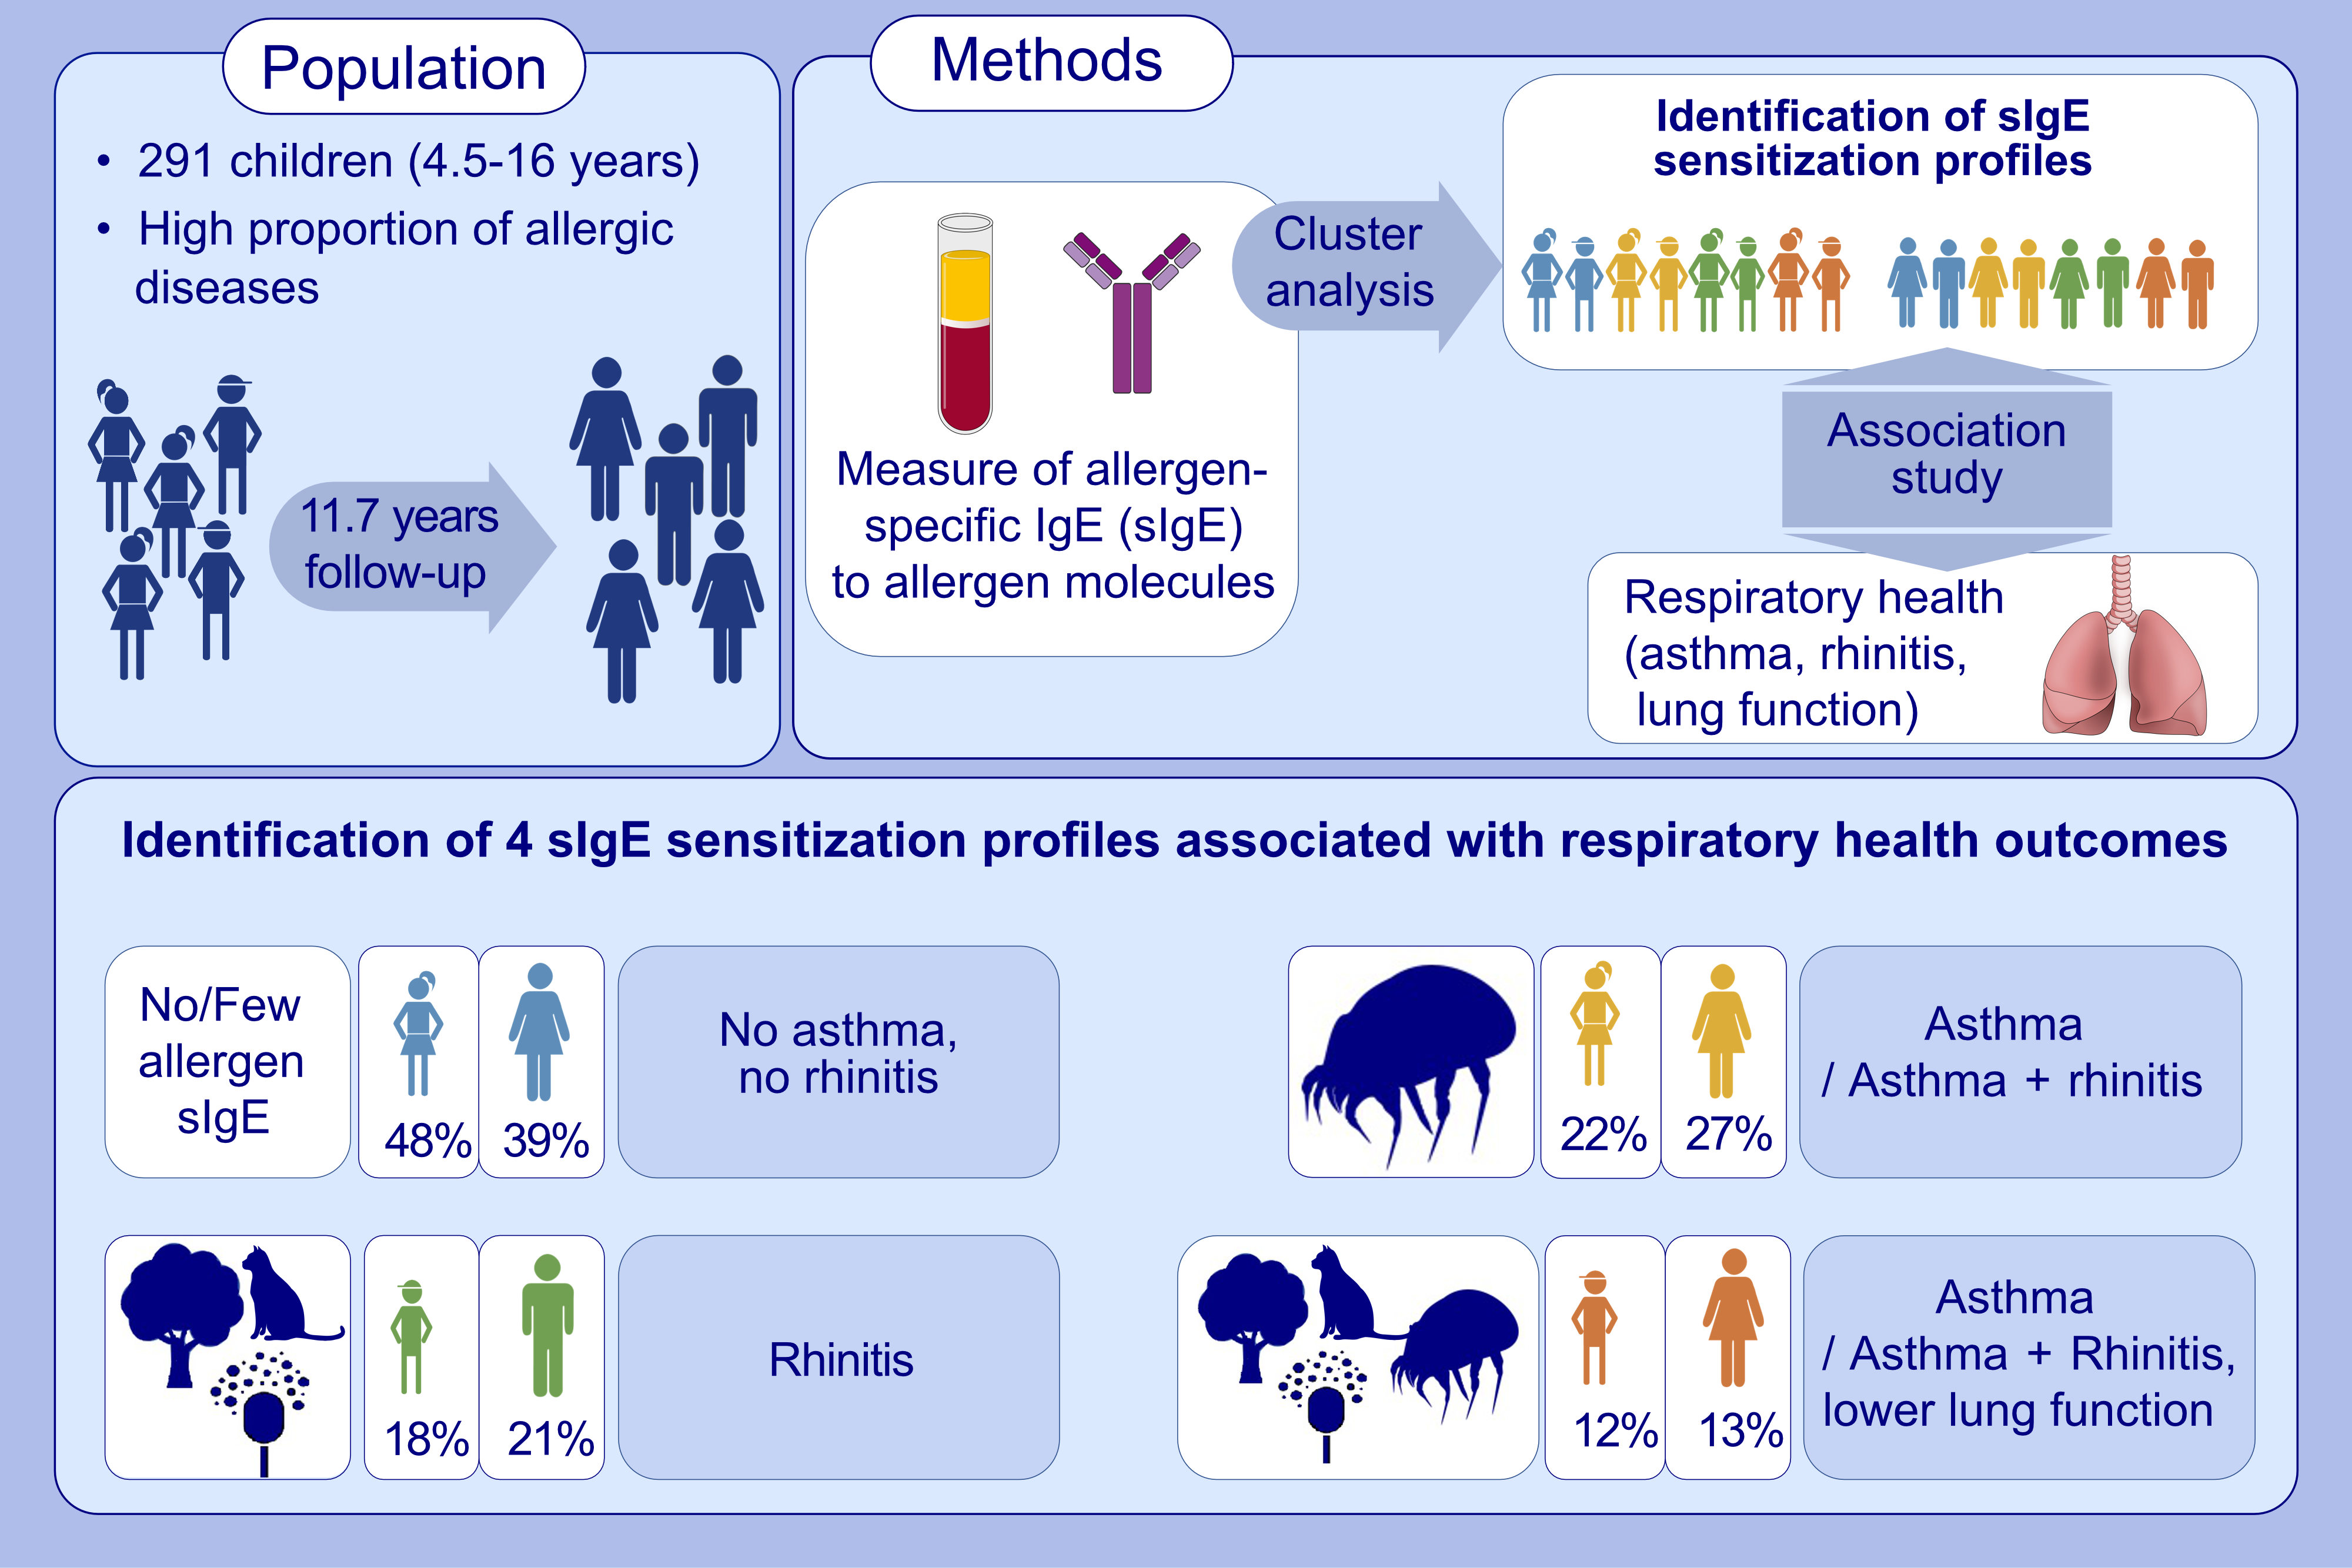 Population
• 291 children (4.5-16 years)
• High proportion of allergic
diseases
11.7 years
follow-up
Methods
Measure of allergen-
specific IgE (sIgE)
to allergen molecules
Cluster
analysis
Identification of sIgE
sensitization profiles
Association
study
Respiratory health
(asthma, rhinitis,
lung function)
Identification of 4 sIgE sensitization profiles associated with respiratory health outcomes
No/Few
allergen
sIgE
48%
39%
No asthma,
no rhinitis
22%
27%
Asthma
/ Asthma + rhinitis
18%
21%
Rhinitis
12%
13%
Asthma
/ Asthma + Rhinitis,
lower lung function